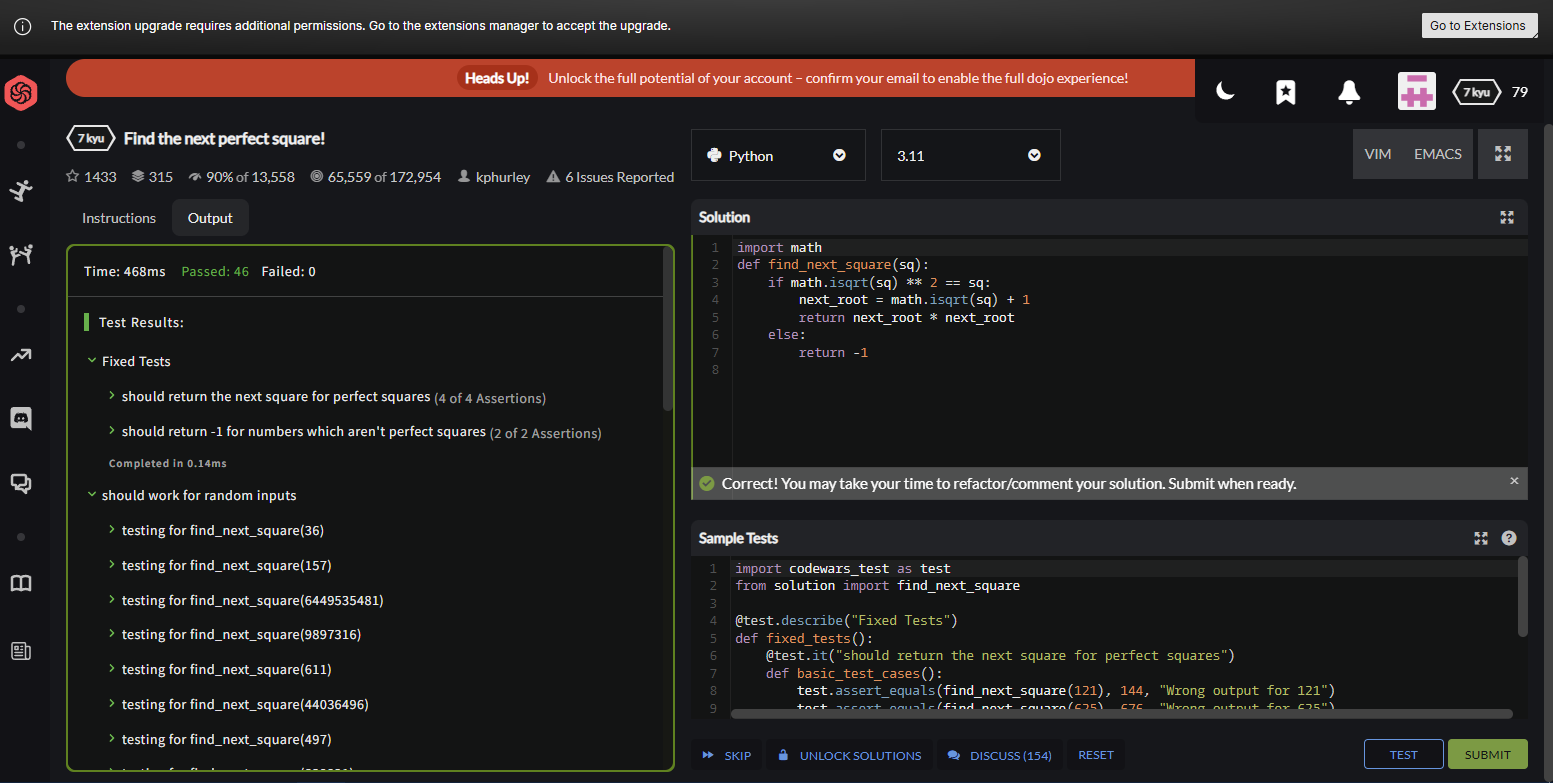 The extension upgrade requires additional permissions. Go to the extensions manager to accept the upgrade.
Go to Extensions
Heads Up! Unlock the full potential of your account – confirm your email to enable the full dojo experience!
7 kyu 79
7 kyu Find the next perfect square!
1433 315 90% of 13,558 65,559 of 172,954 kphurley 6 Issues Reported
Instructions Output
Time: 468ms Passed: 46 Failed: 0
Test Results:
Fixed Tests
should return the next square for perfect squares (4 of 4 Assertions)
should return -1 for numbers which aren't perfect squares (2 of 2 Assertions)
Completed in 0.14ms
should work for random inputs
testing for find_next_square(36)
testing for find_next_square(157)
testing for find_next_square(6449535481)
testing for find_next_square(9897316)
testing for find_next_square(611)
testing for find_next_square(44036496)
testing for find_next_square(497)
Python 3.11 VIM EMACS
Solution
1 import math
2 def find_next_square(sq):
3 if math.isqrt(sq) ** 2 == sq:
4 next_root = math.isqrt(sq) + 1
5 return next_root * next_root
6 else:
7 return -1
8
Correct! You may take your time to refactor/comment your solution. Submit when ready. ×
Sample Tests ?
1 import codewars_test as test
2 from solution import find_next_square
3
4 @test.describe("Fixed Tests")
5 def fixed_tests():
6 @test.it("should return the next square for perfect squares")
7 def basic_test_cases():
8 test.assert_equals(find_next_square(121), 144, "Wrong output for 121")
9 test.assert_equals(find_next_square(625), 676, "Wrong output for 625")
SKIP UNLOCK SOLUTIONS DISCUSS (154) RESET TEST SUBMIT